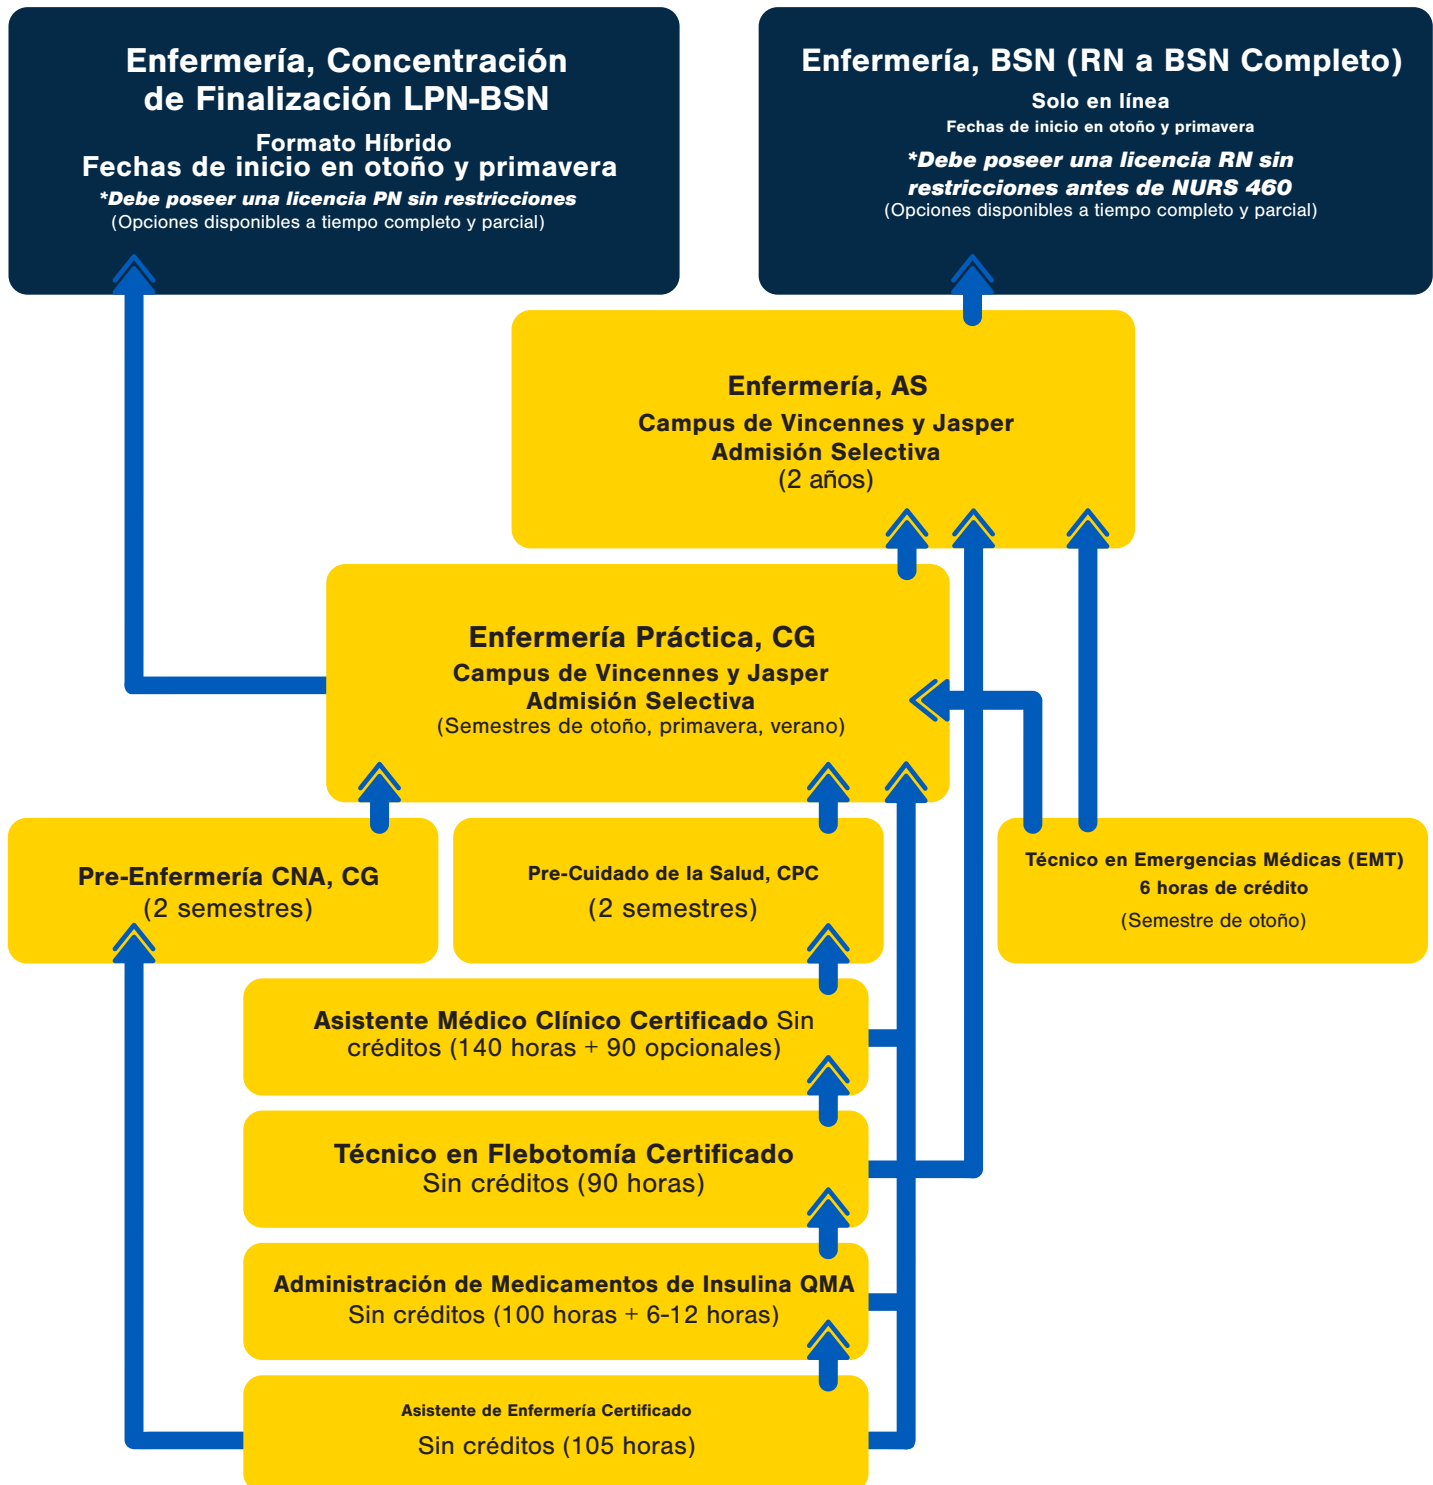 Enfermería, Concentración
de Finalización LPN-BSN
Formato Híbrido
Fechas de inicio en otoño y primavera
*Debe poseer una licencia PN sin restricciones
(Opciones disponibles a tiempo completo y parcial)
Enfermería, BSN (RN a BSN Completo)
Solo en línea
Fechas de inicio en otoño y primavera
*Debe poseer una licencia RN sin
restricciones antes de NURS 460
(Opciones disponibles a tiempo completo y parcial)
Enfermería, AS
Campus de Vincennes y Jasper
Admisión Selectiva
(2 años)
Enfermería Práctica, CG
Campus de Vincennes y Jasper
Admisión Selectiva
(Semestres de otoño, primavera, verano)
Pre-Enfermería CNA, CG
(2 semestres)
Pre-Cuidado de la Salud, CPC
(2 semestres)
Técnico en Emergencias Médicas (EMT)
6 horas de crédito
(Semestre de otoño)
Asistente Médico Clínico Certificado Sin
créditos (140 horas + 90 opcionales)
Técnico en Flebotomía Certificado
Sin créditos (90 horas)
Administración de Medicamentos de Insulina QMA
Sin créditos (100 horas + 6-12 horas)
Asistente de Enfermería Certificado
Sin créditos (105 horas)